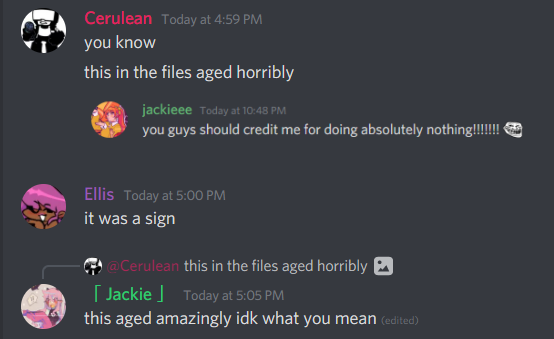 Cerulean Today at 4:59 PM
you know
this in the files aged horribly
jackieee Today at 10:48 PM
you guys should credit me for doing absolutely nothing!!!!!!!
Ellis Today at 5:00 PM
it was a sign
@Cerulean this in the files aged horribly
「 Jackie 」 Today at 5:05 PM
this aged amazingly idk what you mean (edited)